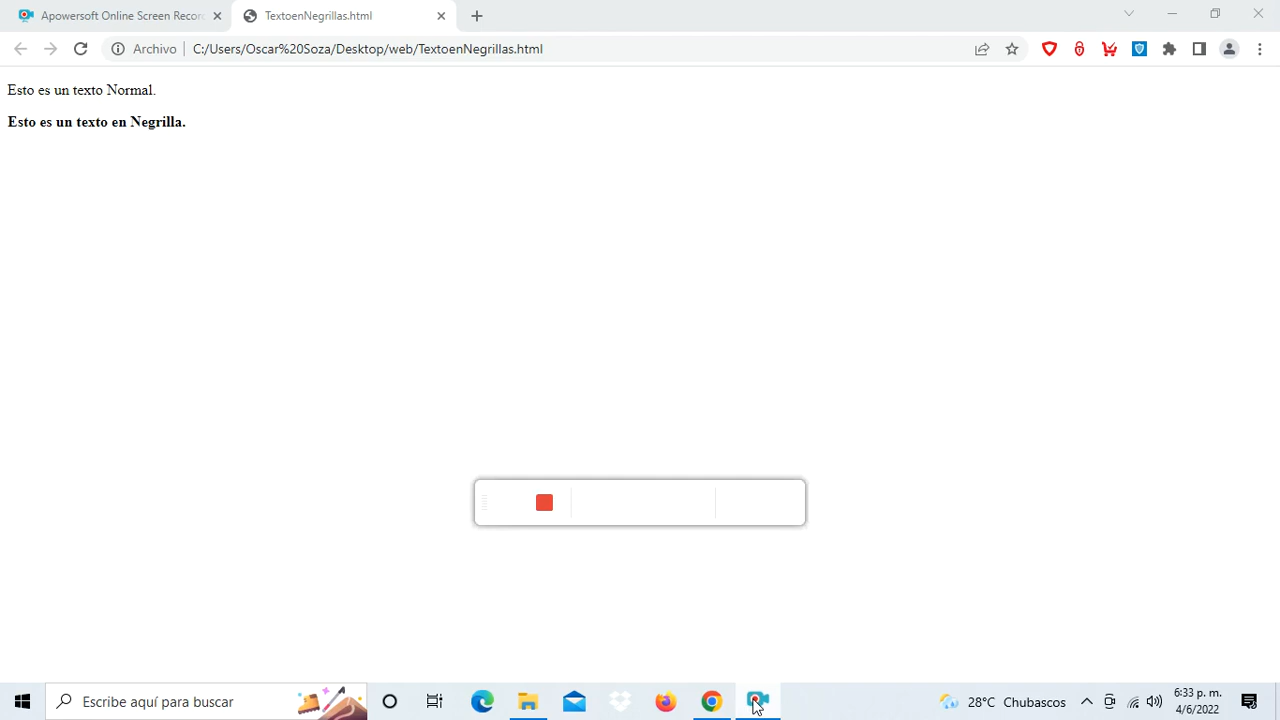 Apowersoft Online Screen Recor
TextoenNegrillas.html
Archivo
C:/Users/Oscar%20Soza/Desktop/web/TextoenNegrillas.html
Esto es un texto Normal.
Esto es un texto en Negrilla.
Escribe aquí para buscar
28°C Chubascos
6:33 p. m.
4/6/2022